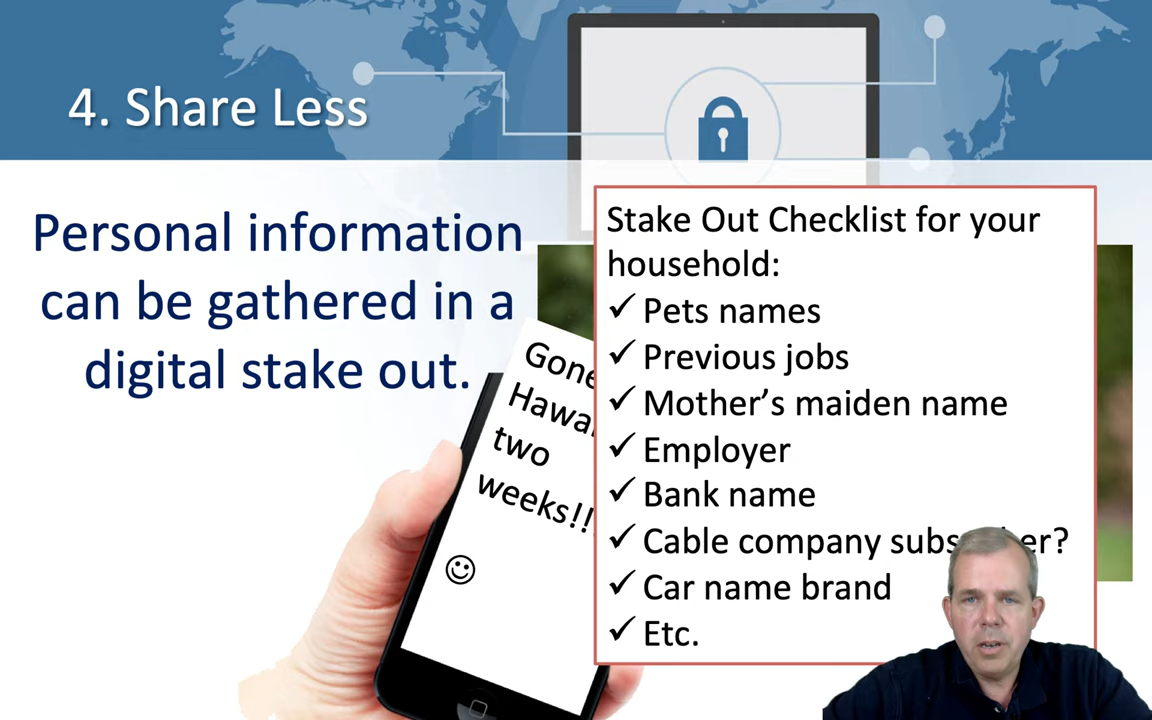 4. Share Less
Personal information
can be gathered in a
digital stake out.
Gone
Hawai
two
weeks!!
Stake Out Checklist for your
household:
✓ Pets names
✓ Previous jobs
✓ Mother's maiden name
✓ Employer
✓ Bank name
✓ Cable company subs er?
✓ Car name brand
✓ Etc.